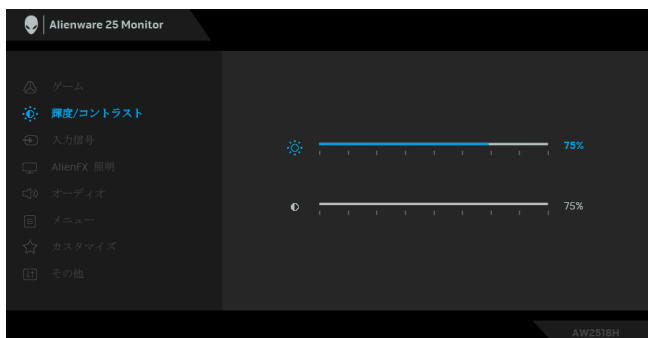 Alienware 25 Monitor
ゲーム
輝度/コントラスト
入力信号
AlienFX 照明
オーディオ
メニュー
カスタマイズ
その他
75%
75%
AW2518H